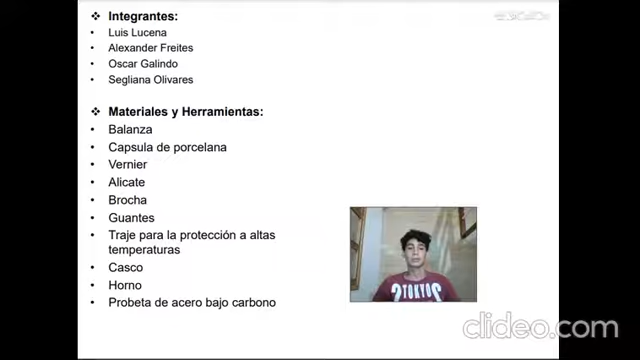 ❖ Integrantes:
• Luis Lucena
• Alexander Freites
• Oscar Galindo
• Segliana Olivares
❖ Materiales y Herramientas:
• Balanza
• Capsula de porcelana
• Vernier
• Alicate
• Brocha
• Guantes
• Traje para la protección a altas
temperaturas
• Casco
• Horno
• Probeta de acero bajo carbono
TOKYO
clideo.com